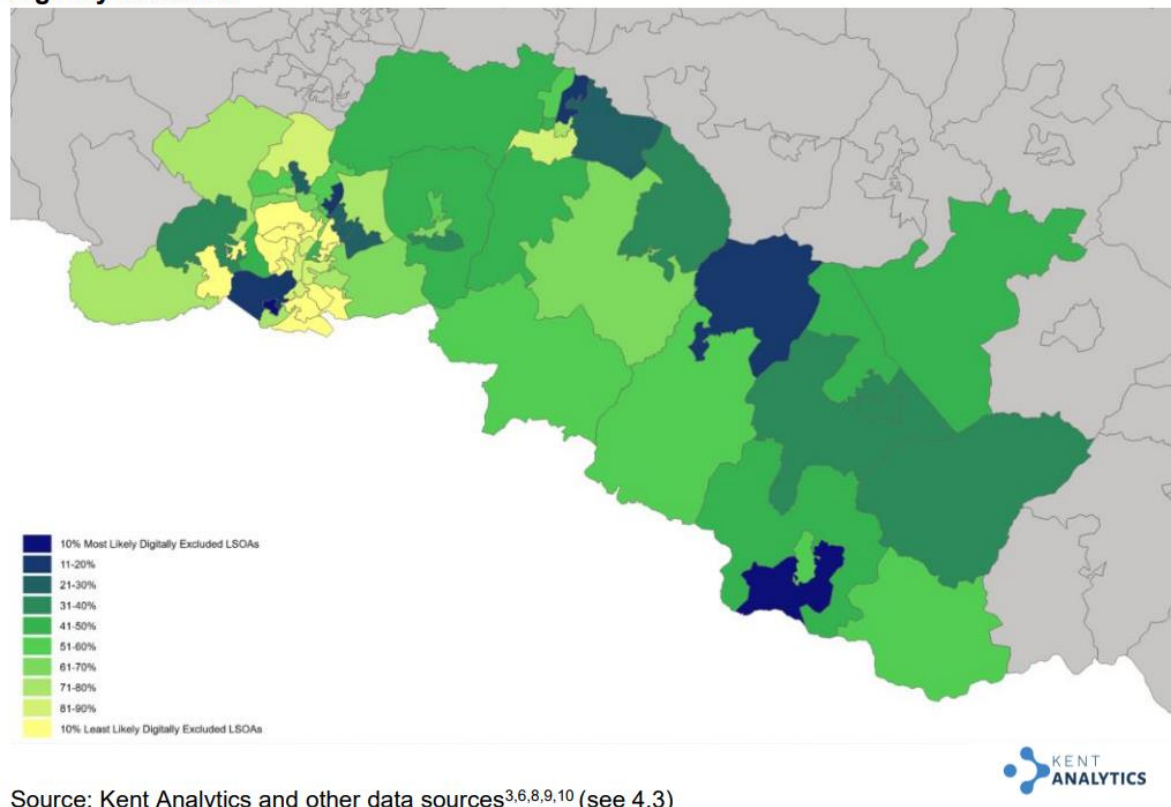 10% Most Likely Digitally Excluded LSOAs
11-20%
21-30%
31-40%
41-50%
51-60%
61-70%
71-80%
81-90%
10% Least Likely Digitally Excluded LSOAs
KENT
ANALYTICS
Source: Kent Analytics and other data sources3,6,8,9,10 (see 4.3)